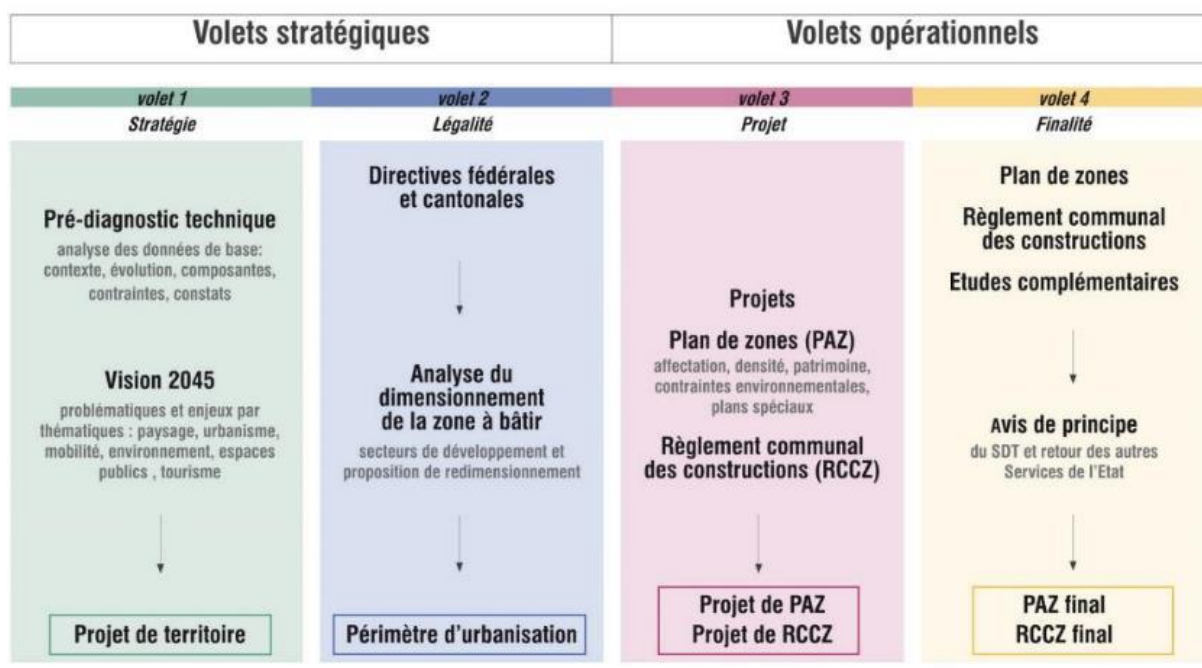 Volets stratégiques
Volets opérationnels
volet 1
Stratégie
Pré-diagnostic technique
analyse des données de base:
contexte, évolution, composantes,
contraintes, constats
Vision 2045
problématiques et enjeux par
thématiques : paysage, urbanisme,
mobilité, environnement, espaces
publics , tourisme
Projet de territoire
volet 2
Légalité
Directives fédérales
et cantonales
Analyse du
dimensionnement
de la zone à bâtir
secteurs de développement et
proposition de redimensionnement
Périmètre d'urbanisation
volet 3
Projet
Projets
Plan de zones (PAZ)
affectation, densité, patrimoine,
contraintes environnementales,
plans spéciaux
Règlement communal
des constructions (RCCZ)
Projet de PAZ
Projet de RCCZ
volet 4
Finalité
Plan de zones
Règlement communal
des constructions
Etudes complémentaires
Avis de principe
du SDT et retour des autres
Services de l'Etat
PAZ final
RCCZ final